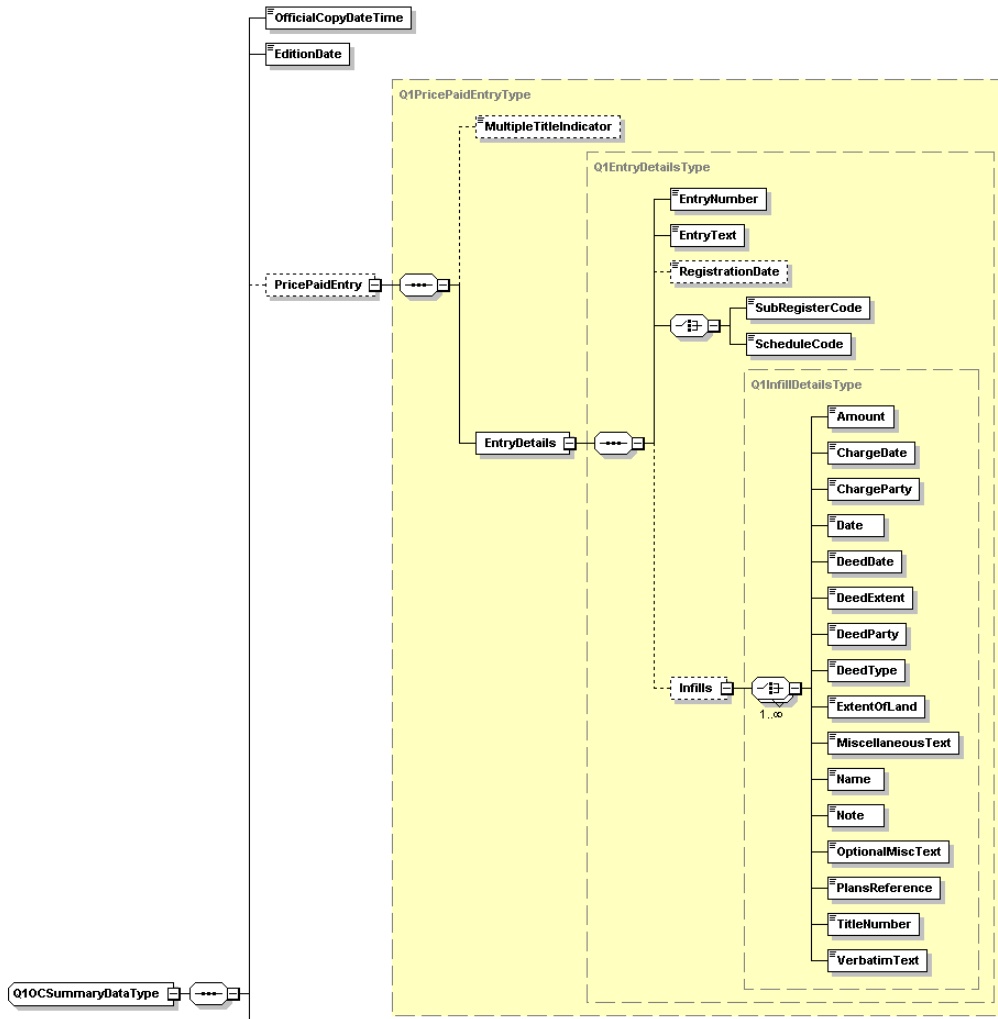 OfficialCopyDateTime
EditionDate
Q1PricePaidEntryType
MultipleTitleIndicator
Q1EntryDetailsType
EntryNumber
EntryText
RegistrationDate
PricePaidEntry
SubRegisterCode
ScheduleCode
Q1InfillDetailsType
Amount
EntryDetails
ChargeDate
ChargeParty
Date
DeedDate
DeedExtent
DeedParty
DeedType
Infills
1..∞
ExtentOfLand
MiscellaneousText
Name
Note
OptionalMiscText
PlansReference
TitleNumber
VerbatimText
Q1OCSummaryDataType